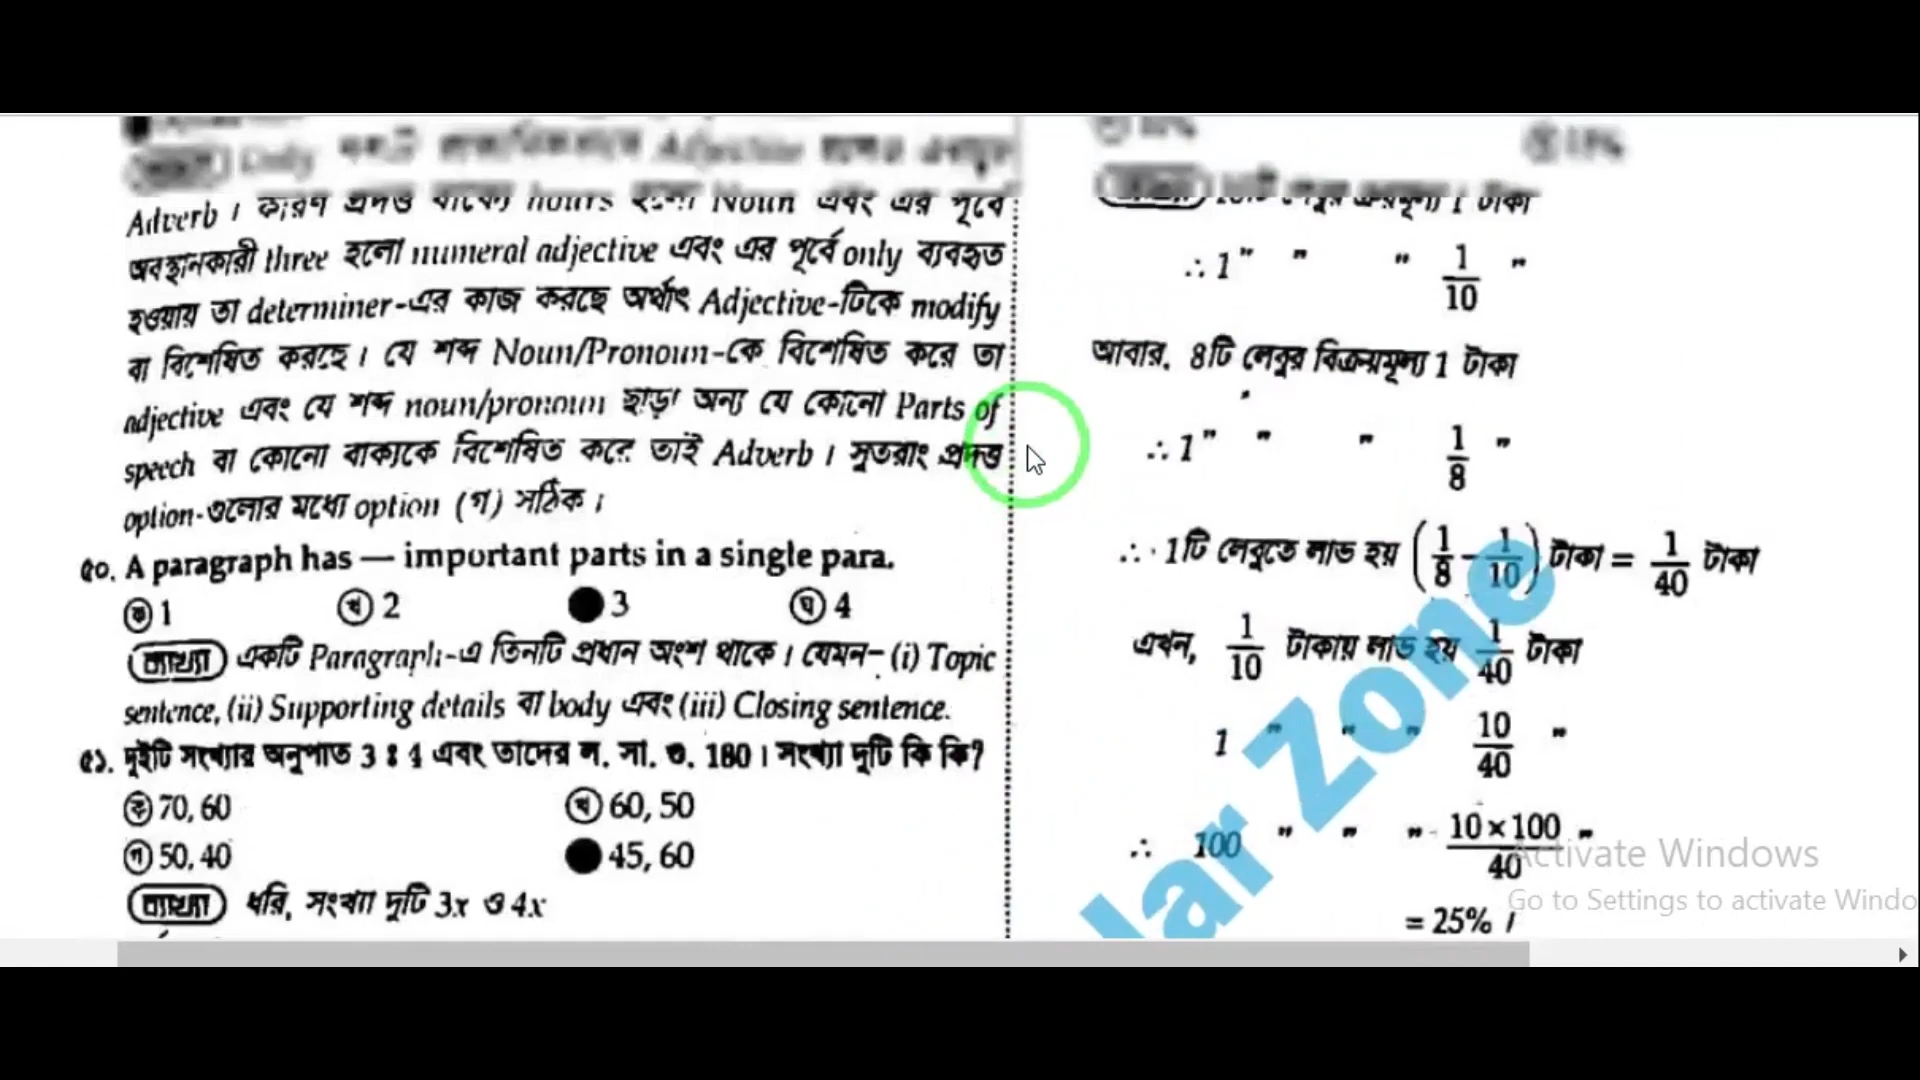 Only
Adjective
Adverb । কারণ প্রদত্ত বাক্যে hours হলো Noun এবং এর পূর্বে
অবস্থানকারী three হলো numeral adjective এবং এর পূর্বে only ব্যবহৃত
হওয়ায় তা determiner-এর কাজ করছে অর্থাৎ Adjective-টিকে modify
বা বিশেষিত করছে। যে শব্দ Noun/Pronoun-কে বিশেষিত করে তা
adjective এবং যে শব্দ noun/pronoun ছাড়া অন্য যে কোনো Parts of
speech বা কোনো বাক্যকে বিশেষিত করে তাই Adverb । সুতরাং প্রদত্ত
option-গুলোর মধ্যে option (গ) সঠিক।
৫০. A paragraph has — important parts in a single para.
ক 1 খ 2 3 ঘ 4
ব্যাখ্যা একটি Paragraph-এ তিনটি প্রধান অংশ থাকে। যেমন– (i) Topic
sentence, (ii) Supporting details বা body এবং (iii) Closing sentence.
৫১. দুইটি সংখ্যার অনুপাত 3 : 4 এবং তাদের ল. সা. গু. 180। সংখ্যা দুটি কি কি?
ক 70, 60 খ 60, 50
গ 50, 40 45, 60
ব্যাখ্যা ধরি, সংখ্যা দুটি 3x ও 4x
10টি লেবুর ক্রয়মূল্য 1 টাকা
∴ 1 " " " 1/10 "
আবার, 8টি লেবুর বিক্রয়মূল্য 1 টাকা
∴ 1 " " " 1/8 "
∴ 1টি লেবুতে লাভ হয় (1/8 − 1/10) টাকা = 1/40 টাকা
এখন, 1/10 টাকায় লাভ হয় 1/40 টাকা
1 " " " 10/40 "
∴ 100 " " " 10×100/40 "
= 25% ।
lar Zone
Activate Windows
Go to Settings to activate Windo